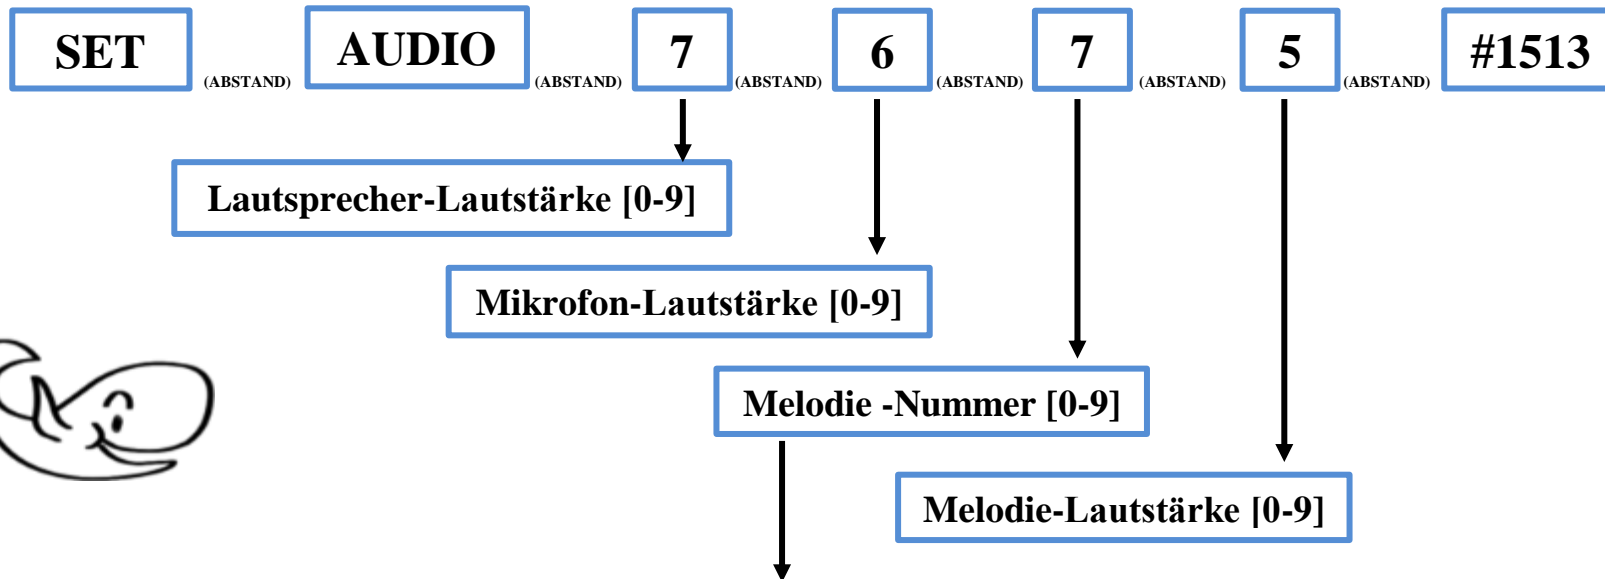 SET (ABSTAND) AUDIO (ABSTAND) 7 (ABSTAND) 6 (ABSTAND) 7 (ABSTAND) 5 (ABSTAND) #1513
Lautsprecher-Lautstärke [0-9]
Mikrofon-Lautstärke [0-9]
Melodie -Nummer [0-9]
Melodie-Lautstärke [0-9]